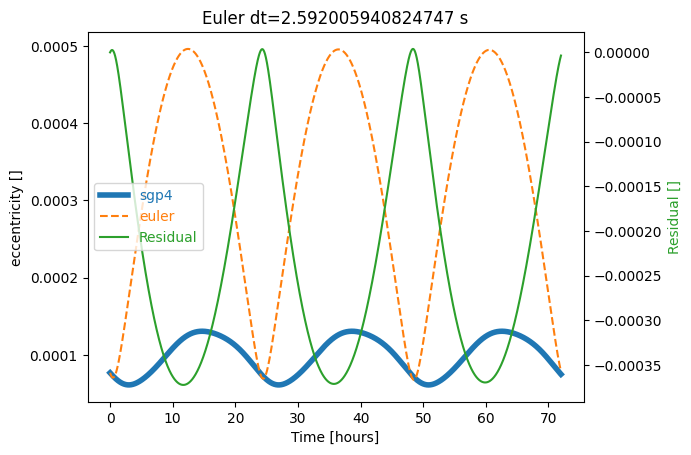 Euler dt=2.592005940824747 s
0.0005
0.0004
0.0003
0.0002
0.0001
eccentricity []
sgp4
euler
Residual
0.00000
−0.00005
−0.00010
−0.00015
−0.00020
−0.00025
−0.00030
−0.00035
Residual []
0 10 20 30 40 50 60 70
Time [hours]